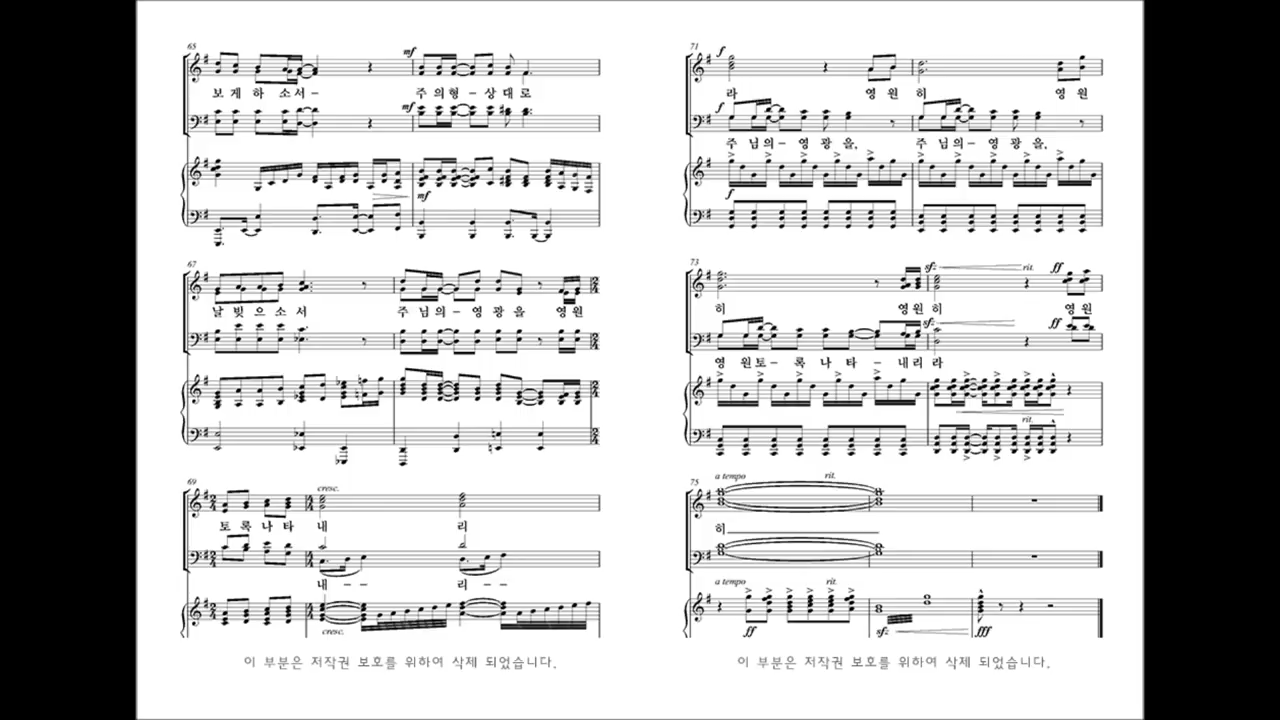 65
mf
보 게 하 소 서 - 주 의 형 - 상 대 로
mf
mf
67
날 빚 으 소 서 주 님 의 - 영 광 을 영 원
69
cresc.
토 록 나 타 내 리
내 - - 리 - -
cresc.
이 부분은 저작권 보호를 위하여 삭제 되었습니다.
71
f
라 영 원 히 영 원
f
주 님 의 - 영 광 을, 주 님 의 - 영 광 을,
f
73
sfz rit. ff
히 영 원 히 영 원
sfz ff
영 원 토 - 록 나 타 - 내 리 라
rit.
75
a tempo rit.
히
a tempo rit.
ff sfz fff
이 부분은 저작권 보호를 위하여 삭제 되었습니다.